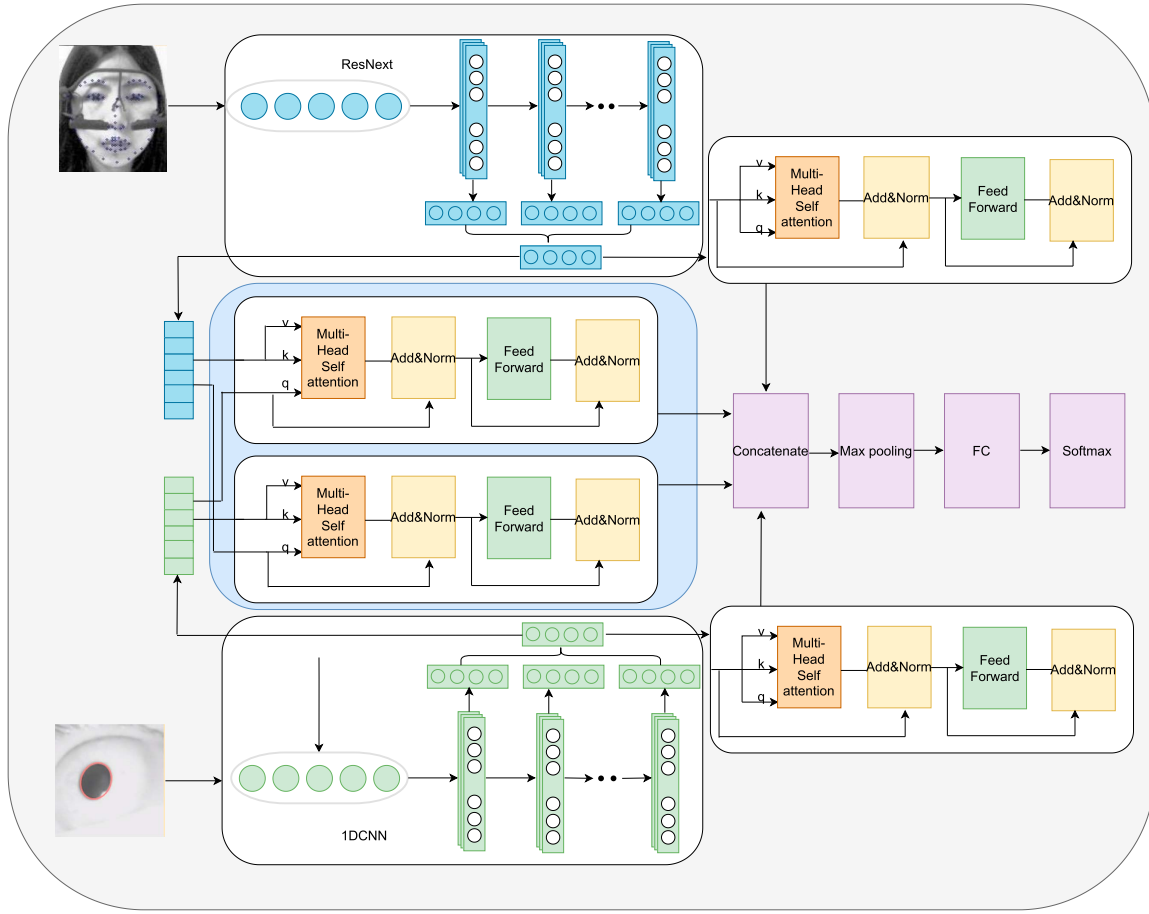 ResNext
v
k
q
Multi-
Head
Self
attention
Add&Norm
Feed
Forward
Add&Norm
v
k
q
Multi-
Head
Self
attention
Add&Norm
Feed
Forward
Add&Norm
Concatenate
Max pooling
FC
Softmax
v
k
q
Multi-
Head
Self
attention
Add&Norm
Feed
Forward
Add&Norm
v
k
q
Multi-
Head
Self
attention
Add&Norm
Feed
Forward
Add&Norm
1DCNN